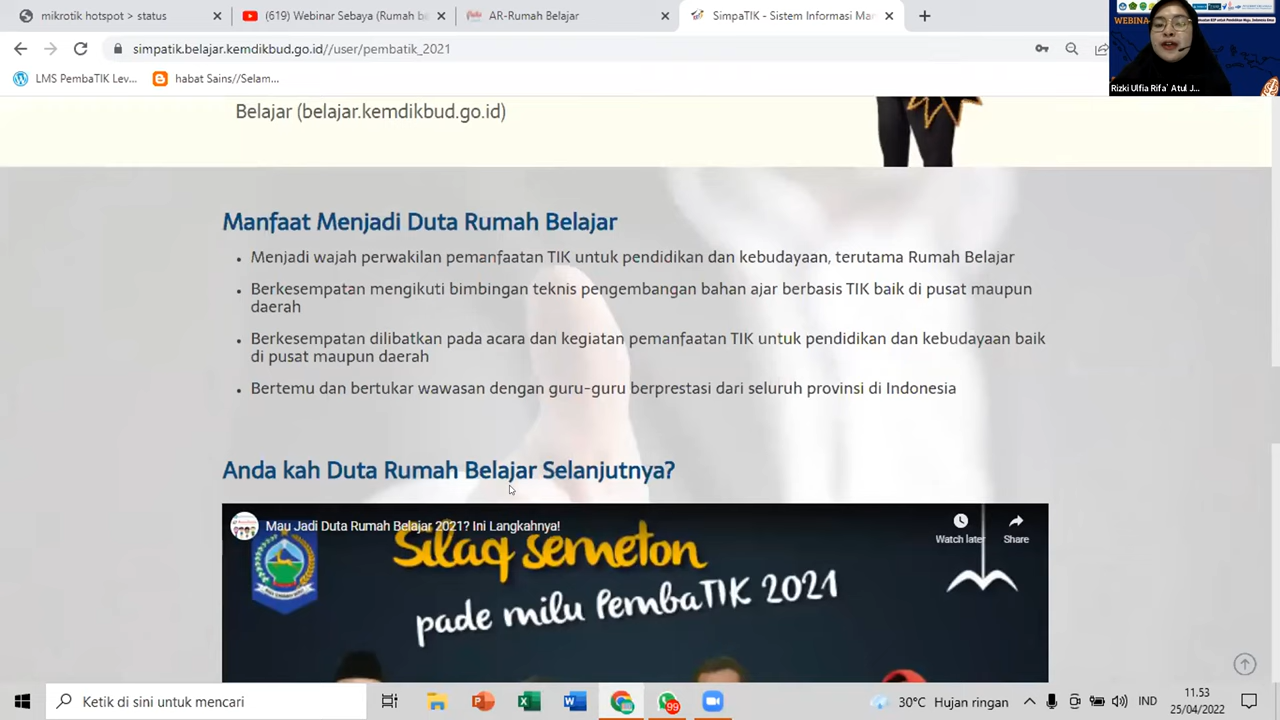 mikrotik hotspot > status
(619) Webinar Sebaya (Rumah
Rumah Belajar
SimpaTIK - Sistem Informasi Man
simpatik.belajar.kemdikbud.go.id//user/pembatik_2021
LMS PembaTIK Lev...
habat Sains//Selam...
WEBINA
Rizki Ulfia Rifa` Atul J...
Belajar (belajar.kemdikbud.go.id)
Manfaat Menjadi Duta Rumah Belajar
• Menjadi wajah perwakilan pemanfaatan TIK untuk pendidikan dan kebudayaan, terutama Rumah Belajar
• Berkesempatan mengikuti bimbingan teknis pengembangan bahan ajar berbasis TIK baik di pusat maupun
daerah
• Berkesempatan dilibatkan pada acara dan kegiatan pemanfaatan TIK untuk pendidikan dan kebudayaan baik
di pusat maupun daerah
• Bertemu dan bertukar wawasan dengan guru-guru berprestasi dari seluruh provinsi di Indonesia
Anda kah Duta Rumah Belajar Selanjutnya?
Mau Jadi Duta Rumah Belajar 2021? Ini Langkahnya!
Watch later
Share
Silaq semeton
pade milu PembaTIK 2021
Ketik di sini untuk mencari
99
30°C Hujan ringan
IND
11.53
25/04/2022